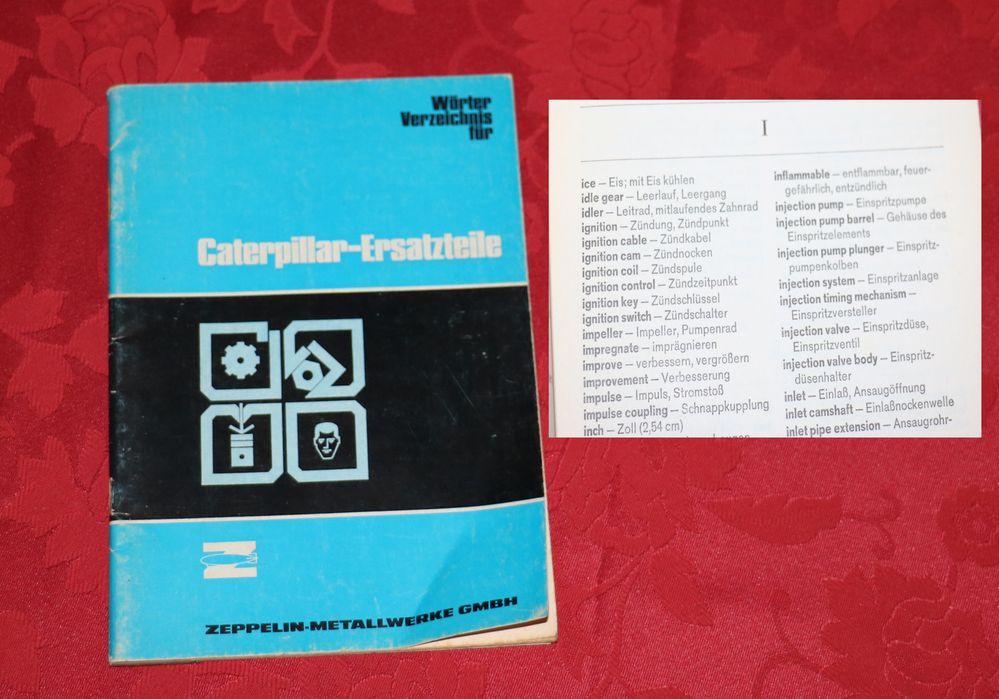 Wörter
Verzeichnis
für
Caterpillar-Ersatzteile
ZEPPELIN-METALLWERKE GMBH
I
ice — Eis; mit Eis kühlen
idle gear — Leerlauf, Leergang
idler — Leitrad, mitlaufendes Zahnrad
ignition — Zündung, Zündpunkt
ignition cable — Zündkabel
ignition cam — Zündnocken
ignition coil — Zündspule
ignition control — Zündzeitpunkt
ignition key — Zündschlüssel
ignition switch — Zündschalter
impeller — Impeller, Pumpenrad
impregnate — imprägnieren
improve — verbessern, vergrößern
improvement — Verbesserung
impulse — Impuls, Stromstoß
impulse coupling — Schnappkupplung
inch — Zoll (2,54 cm)
inflammable — entflammbar, feuer-
gefährlich, entzündlich
injection pump — Einspritzpumpe
injection pump barrel — Gehäuse des
Einspritzelements
injection pump plunger — Einspritz-
pumpenkolben
injection system — Einspritzanlage
injection timing mechanism —
Einspritzversteller
injection valve — Einspritzdüse,
Einspritzventil
injection valve body — Einspritz-
düsenhalter
inlet — Einlaß, Ansaugöffnung
inlet camshaft — Einlaßnockenwelle
inlet pipe extension — Ansaugrohr-